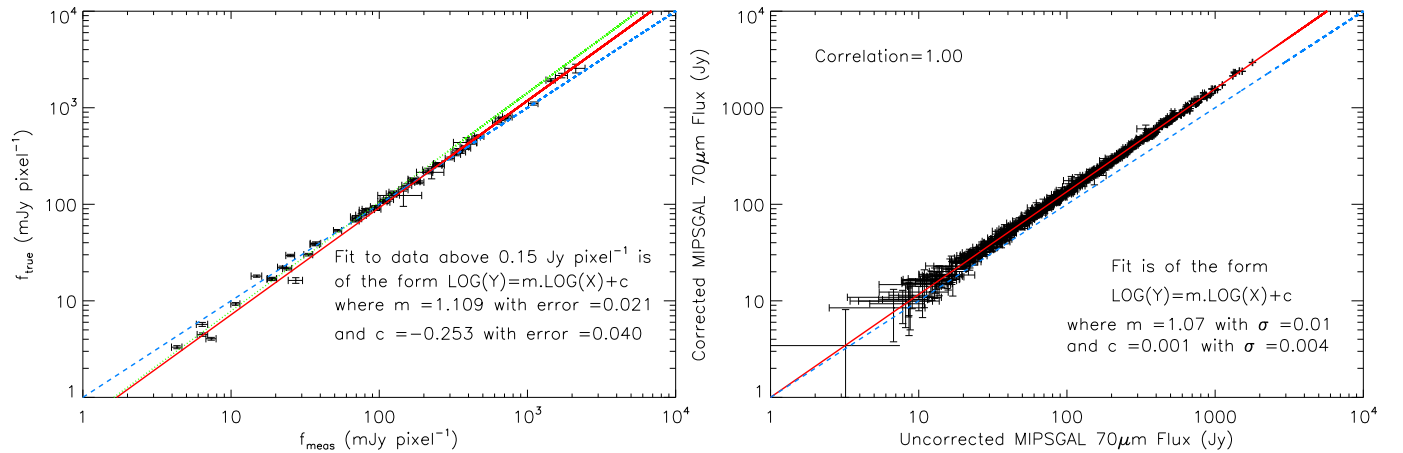 10⁴
10³
100
10
1
f_true (mJy pixel⁻¹)
Fit to data above 0.15 Jy pixel⁻¹ is
of the form LOG(Y)=m.LOG(X)+c
where m =1.109 with error =0.021
and c =−0.253 with error =0.040
1 10 100 10³ 10⁴
f_meas (mJy pixel⁻¹)
10⁴
1000
100
10
1
Corrected MIPSGAL 70μm Flux (Jy)
Correlation=1.00
Fit is of the form
LOG(Y)=m.LOG(X)+c
where m =1.07 with σ =0.01
and c =0.001 with σ =0.004
1 10 100 1000 10⁴
Uncorrected MIPSGAL 70μm Flux (Jy)